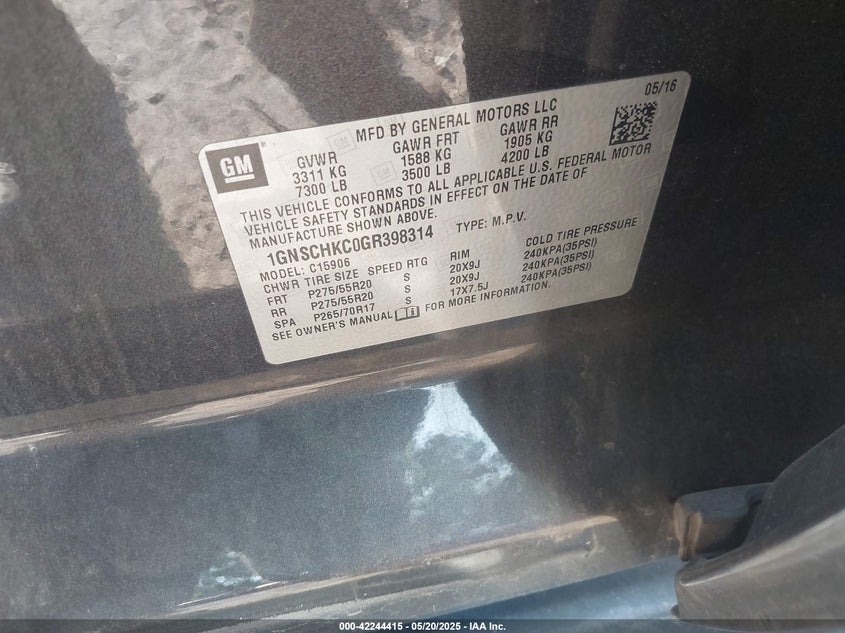 05/16
MFD BY GENERAL MOTORS LLC
GM
GVWR GAWR FRT GAWR RR
3311 KG 1588 KG 1905 KG
7300 LB 3500 LB 4200 LB
THIS VEHICLE CONFORMS TO ALL APPLICABLE U.S. FEDERAL MOTOR
VEHICLE SAFETY STANDARDS IN EFFECT ON THE DATE OF
MANUFACTURE SHOWN ABOVE.
1GNSCHKC0GR398314 TYPE: M.P.V.
MODEL: C15906
CHWR TIRE SIZE SPEED RTG RIM COLD TIRE PRESSURE
FRT P275/55R20 S 20X9J 240KPA(35PSI)
RR P275/55R20 S 20X9J 240KPA(35PSI)
SPA P265/70R17 S 17X7.5J 240KPA(35PSI)
SEE OWNER'S MANUAL FOR MORE INFORMATION.
000-42244415 - 05/20/2025 - IAA Inc.